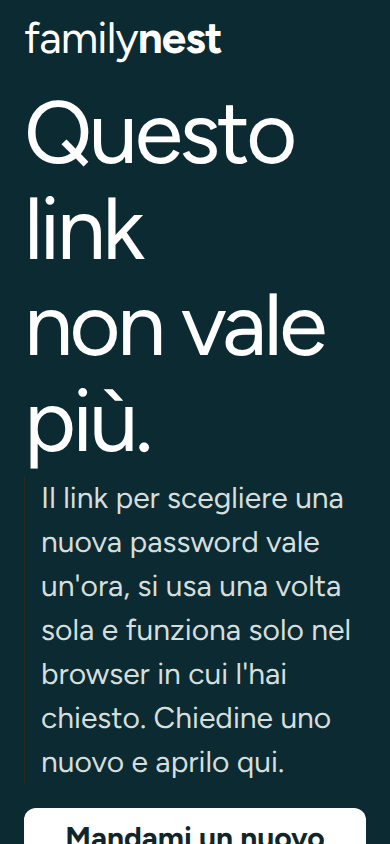 familynest
Questo
link
non vale
più.
Il link per scegliere una
nuova password vale
un'ora, si usa una volta
sola e funziona solo nel
browser in cui l'hai
chiesto. Chiedine uno
nuovo e aprilo qui.
Mandami un nuovo